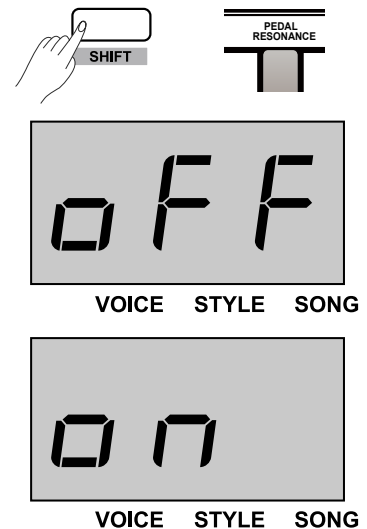 SHIFT
PEDAL
RESONANCE
oFF
VOICE STYLE SONG
on
VOICE STYLE SONG